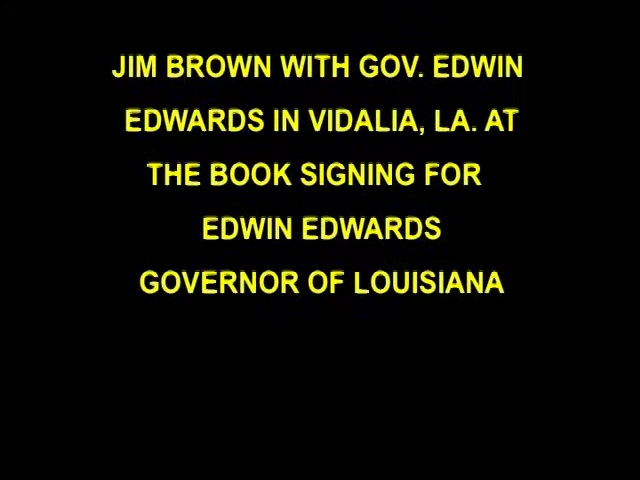 JIM BROWN WITH GOV. EDWIN
EDWARDS IN VIDALIA, LA. AT
THE BOOK SIGNING FOR
EDWIN EDWARDS
GOVERNOR OF LOUISIANA